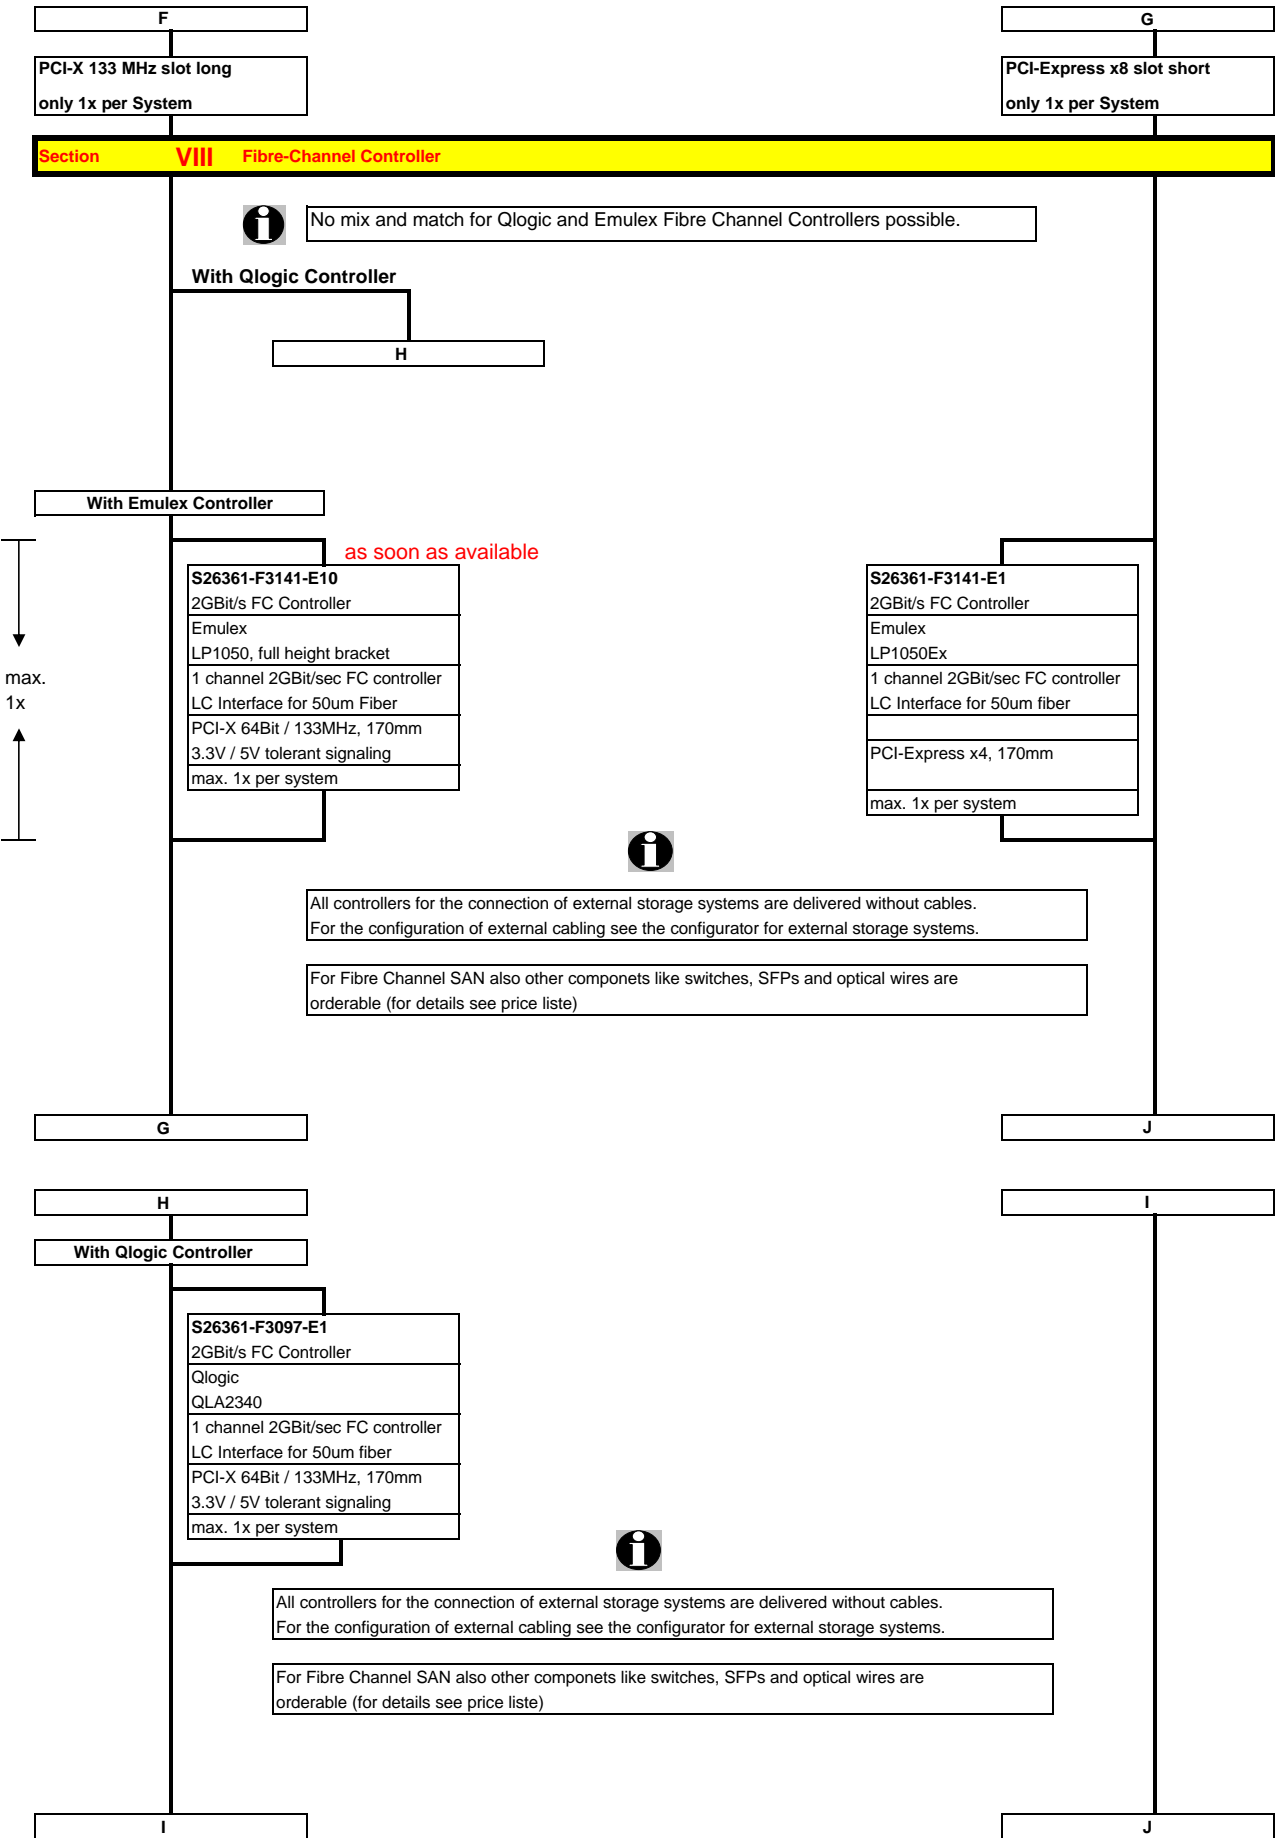 F
G
PCI-X 133 MHz slot long
only 1x per System
PCI-Express x8 slot short
only 1x per System
Section VIII Fibre-Channel Controller
No mix and match for Qlogic and Emulex Fibre Channel Controllers possible.
With Qlogic Controller
H
With Emulex Controller
as soon as available
max.
1x
S26361-F3141-E10
2GBit/s FC Controller
Emulex
LP1050, full height bracket
1 channel 2GBit/sec FC controller
LC Interface for 50um Fiber
PCI-X 64Bit / 133MHz, 170mm
3.3V / 5V tolerant signaling
max. 1x per system
S26361-F3141-E1
2GBit/s FC Controller
Emulex
LP1050Ex
1 channel 2GBit/sec FC controller
LC Interface for 50um fiber
PCI-Express x4, 170mm
max. 1x per system
All controllers for the connection of external storage systems are delivered without cables.
For the configuration of external cabling see the configurator for external storage systems.
For Fibre Channel SAN also other componets like switches, SFPs and optical wires are
orderable (for details see price liste)
G
J
H
I
With Qlogic Controller
S26361-F3097-E1
2GBit/s FC Controller
Qlogic
QLA2340
1 channel 2GBit/sec FC controller
LC Interface for 50um fiber
PCI-X 64Bit / 133MHz, 170mm
3.3V / 5V tolerant signaling
max. 1x per system
All controllers for the connection of external storage systems are delivered without cables.
For the configuration of external cabling see the configurator for external storage systems.
For Fibre Channel SAN also other componets like switches, SFPs and optical wires are
orderable (for details see price liste)
I
J